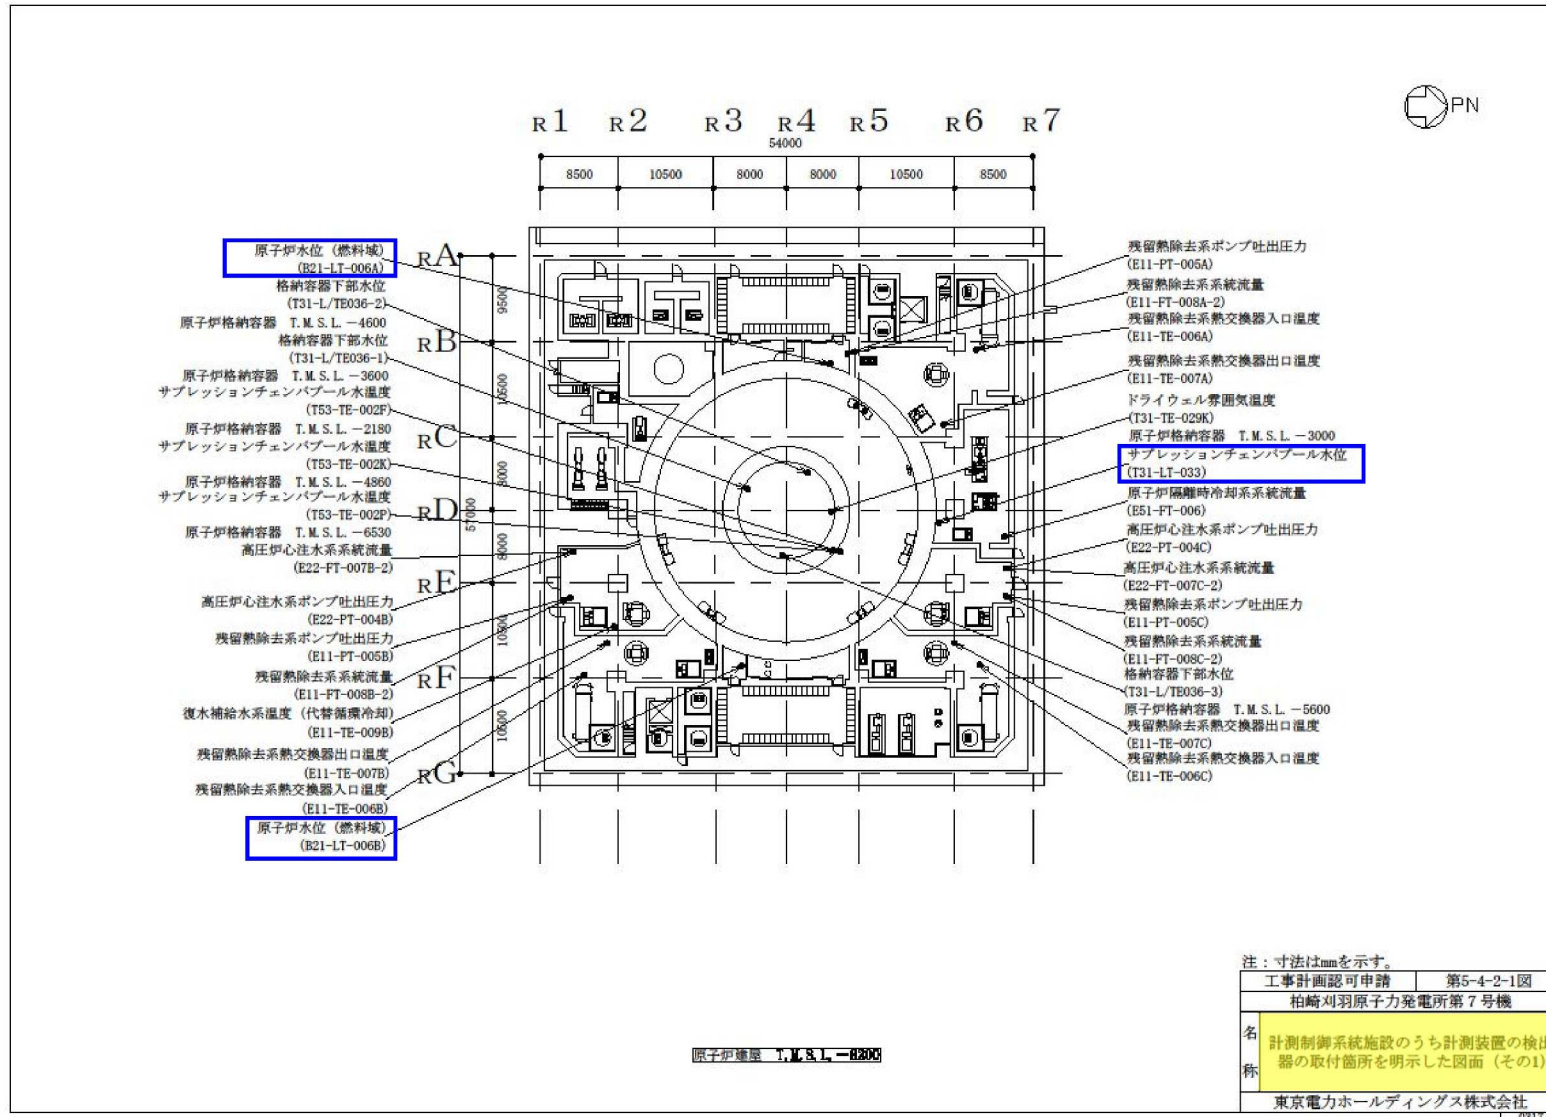 PN
R1 R2 R3 R4 R5 R6 R7
54000
8500 10500 8000 8000 10500 8500
RA
RB
RC
RD
RE
RF
RG
9500
10500
8000
57000
8000
10500
10500
原子炉水位（燃料域）
(B21-LT-006A)
格納容器下部水位
(T31-L/TE036-2)
原子炉格納容器 T.M.S.L.－4600
格納容器下部水位
(T31-L/TE036-1)
原子炉格納容器 T.M.S.L.－3600
サプレッションチェンバプール水温度
(T53-TE-002F)
原子炉格納容器 T.M.S.L.－2180
サプレッションチェンバプール水温度
(T53-TE-002K)
原子炉格納容器 T.M.S.L.－4860
サプレッションチェンバプール水温度
(T53-TE-002P)
原子炉格納容器 T.M.S.L.－6530
高圧炉心注水系系統流量
(E22-FT-007B-2)
高圧炉心注水系ポンプ吐出圧力
(E22-PT-004B)
残留熱除去系ポンプ吐出圧力
(E11-PT-005B)
残留熱除去系系統流量
(E11-FT-008B-2)
復水補給水系温度（代替循環冷却）
(E11-TE-009B)
残留熱除去系熱交換器出口温度
(E11-TE-007B)
残留熱除去系熱交換器入口温度
(E11-TE-006B)
原子炉水位（燃料域）
(B21-LT-006B)
残留熱除去系ポンプ吐出圧力
(E11-PT-005A)
残留熱除去系系統流量
(E11-FT-008A-2)
残留熱除去系熱交換器入口温度
(E11-TE-006A)
残留熱除去系熱交換器出口温度
(E11-TE-007A)
ドライウェル雰囲気温度
(T31-TE-029K)
原子炉格納容器 T.M.S.L.－3000
サプレッションチェンバプール水位
(T31-LT-033)
原子炉隔離時冷却系系統流量
(E51-FT-006)
高圧炉心注水系ポンプ吐出圧力
(E22-PT-004C)
高圧炉心注水系系統流量
(E22-FT-007C-2)
残留熱除去系ポンプ吐出圧力
(E11-PT-005C)
残留熱除去系系統流量
(E11-FT-008C-2)
格納容器下部水位
(T31-L/TE036-3)
原子炉格納容器 T.M.S.L.－5600
残留熱除去系熱交換器出口温度
(E11-TE-007C)
残留熱除去系熱交換器入口温度
(E11-TE-006C)
原子炉建屋 T.M.S.L.－8200
注：寸法は㎜を示す。
工事計画認可申請 第5-4-2-1図
柏崎刈羽原子力発電所第７号機
名称
計測制御系統施設のうち計測装置の検出
器の取付箇所を明示した図面（その1）
東京電力ホールディングス株式会社